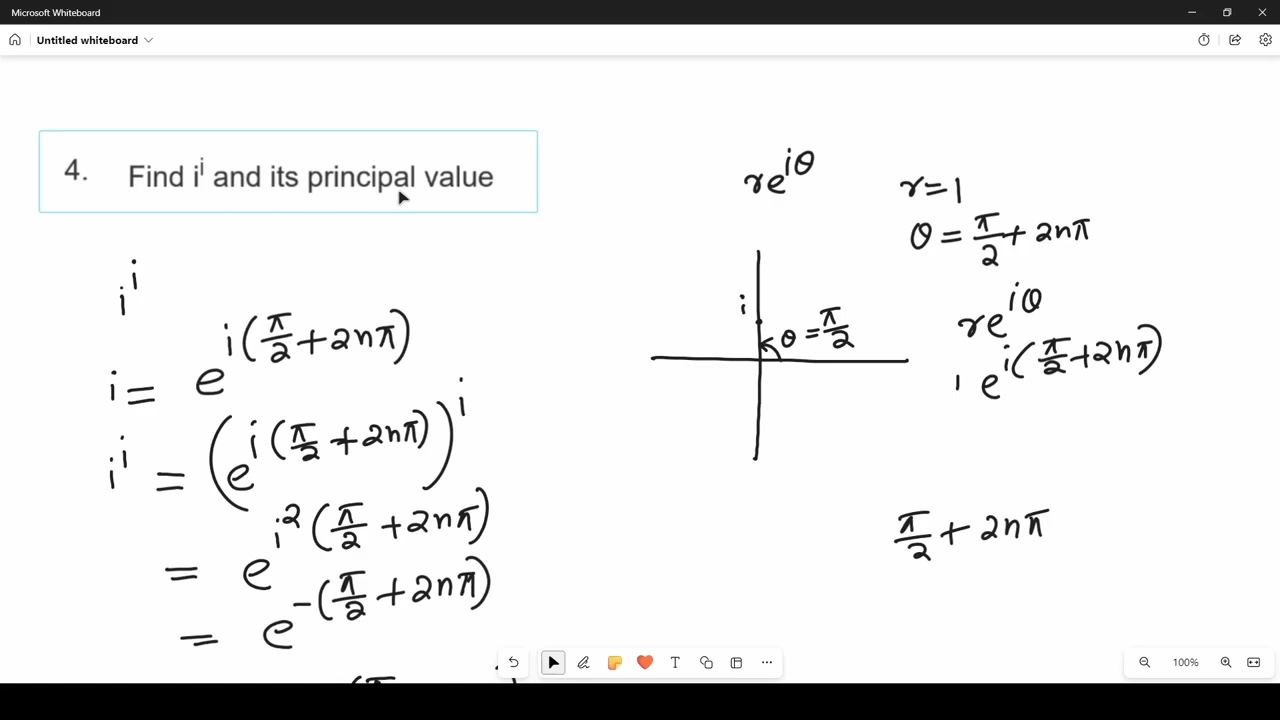 Microsoft Whiteboard
Untitled whiteboard
4. Find i^i and its principal value
i^i
i = e^{i(π/2+2nπ)}
i^i = (e^{i(π/2+2nπ)})^i
= e^{i^2(π/2+2nπ)}
= e^{-(π/2+2nπ)}
re^{iθ}
i
θ=π/2
r=1
θ=π/2+2nπ
re^{iθ}
1 e^{i(π/2+2nπ)}
π/2+2nπ
T
100%